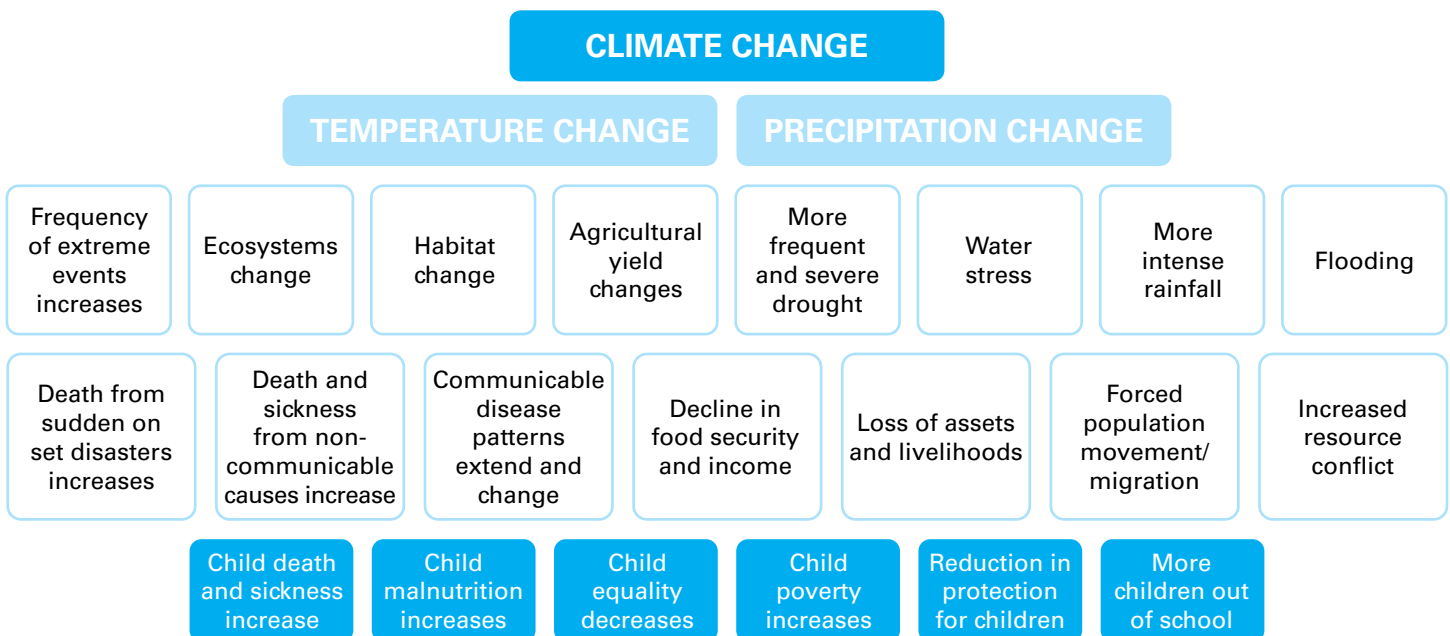 CLIMATE CHANGE
TEMPERATURE CHANGE
PRECIPITATION CHANGE
Frequency
of extreme
events
increases
Ecosystems
change
Habitat
change
Agricultural
yield
changes
More
frequent
and severe
drought
Water
stress
More
intense
rainfall
Flooding
Death from
sudden on
set disasters
increases
Death and
sickness
from non-
communicable
causes increase
Communicable
disease
patterns
extend and
change
Decline in
food security
and income
Loss of assets
and livelihoods
Forced
population
movement/
migration
Increased
resource
conflict
Child death
and sickness
increase
Child
malnutrition
increases
Child
equality
decreases
Child
poverty
increases
Reduction in
protection
for children
More
children out
of school